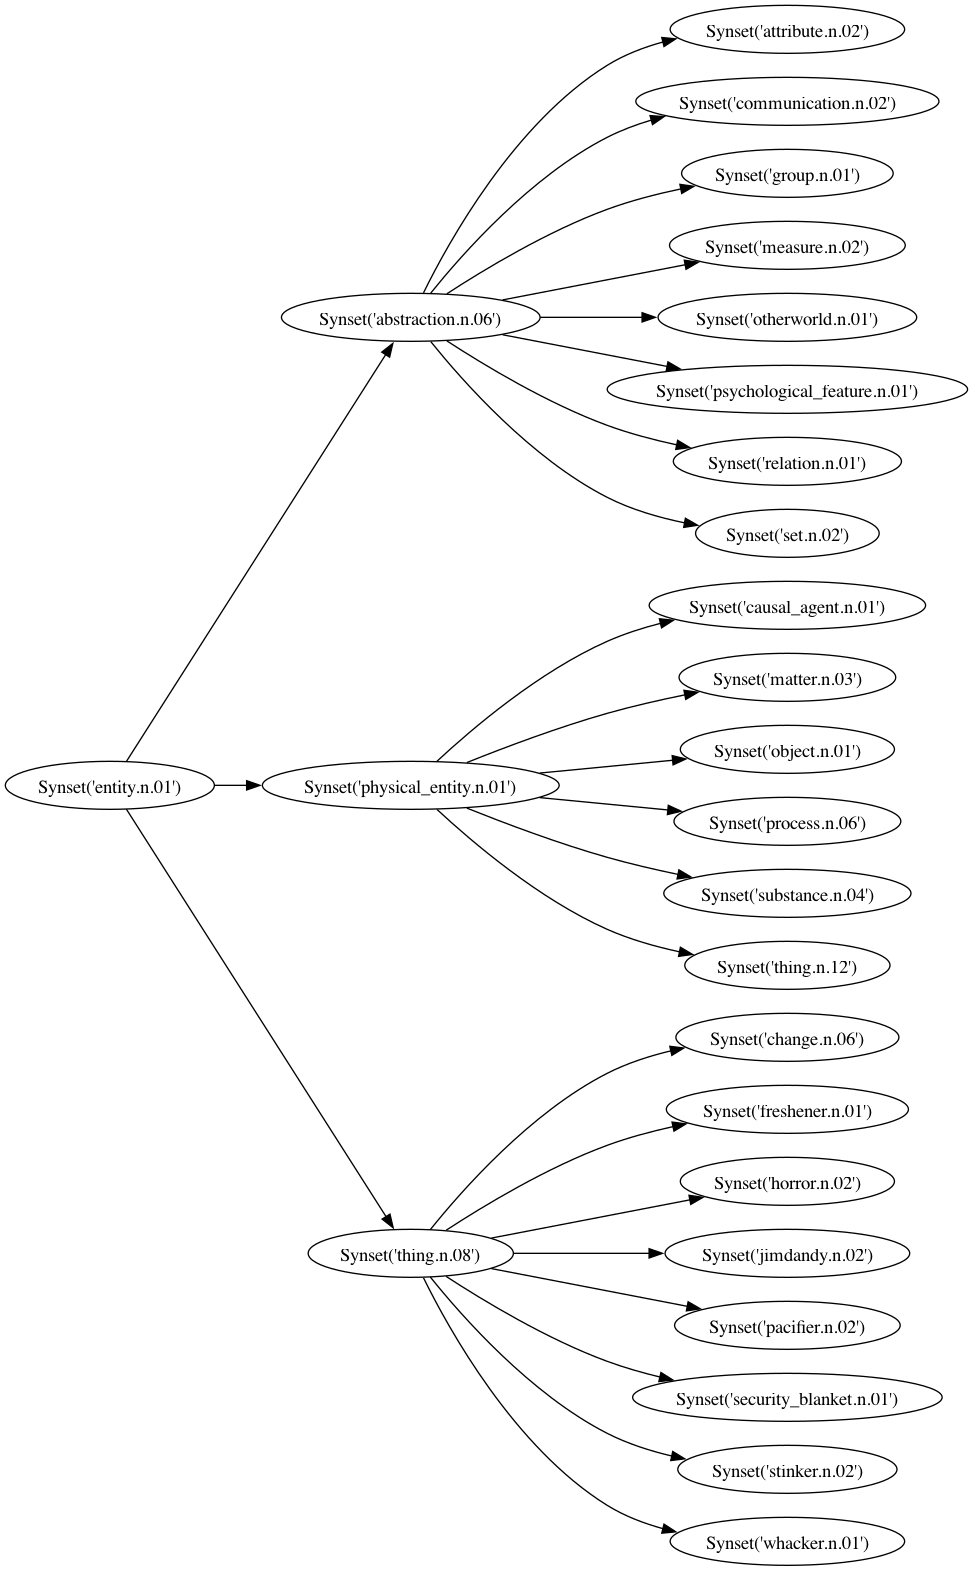 Synset('attribute.n.02')
Synset('communication.n.02')
Synset('group.n.01')
Synset('measure.n.02')
Synset('abstraction.n.06')
Synset('otherworld.n.01')
Synset('psychological_feature.n.01')
Synset('relation.n.01')
Synset('set.n.02')
Synset('causal_agent.n.01')
Synset('matter.n.03')
Synset('object.n.01')
Synset('entity.n.01')
Synset('physical_entity.n.01')
Synset('process.n.06')
Synset('substance.n.04')
Synset('thing.n.12')
Synset('change.n.06')
Synset('freshener.n.01')
Synset('horror.n.02')
Synset('thing.n.08')
Synset('jimdandy.n.02')
Synset('pacifier.n.02')
Synset('security_blanket.n.01')
Synset('stinker.n.02')
Synset('whacker.n.01')